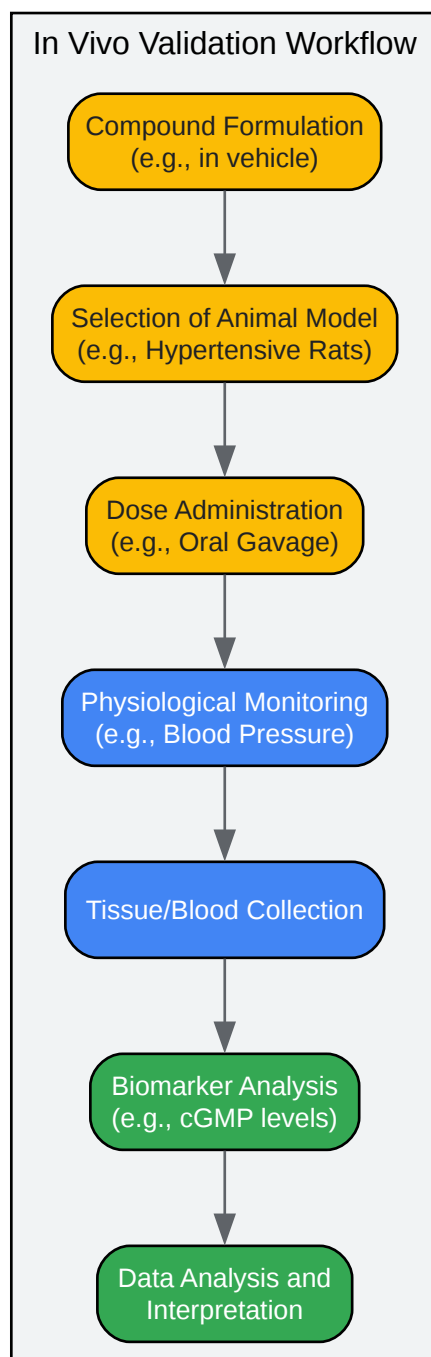 In Vivo Validation Workflow
Compound Formulation
(e.g., in vehicle)
Selection of Animal Model
(e.g., Hypertensive Rats)
Dose Administration
(e.g., Oral Gavage)
Physiological Monitoring
(e.g., Blood Pressure)
Tissue/Blood Collection
Biomarker Analysis
(e.g., cGMP levels)
Data Analysis and
Interpretation